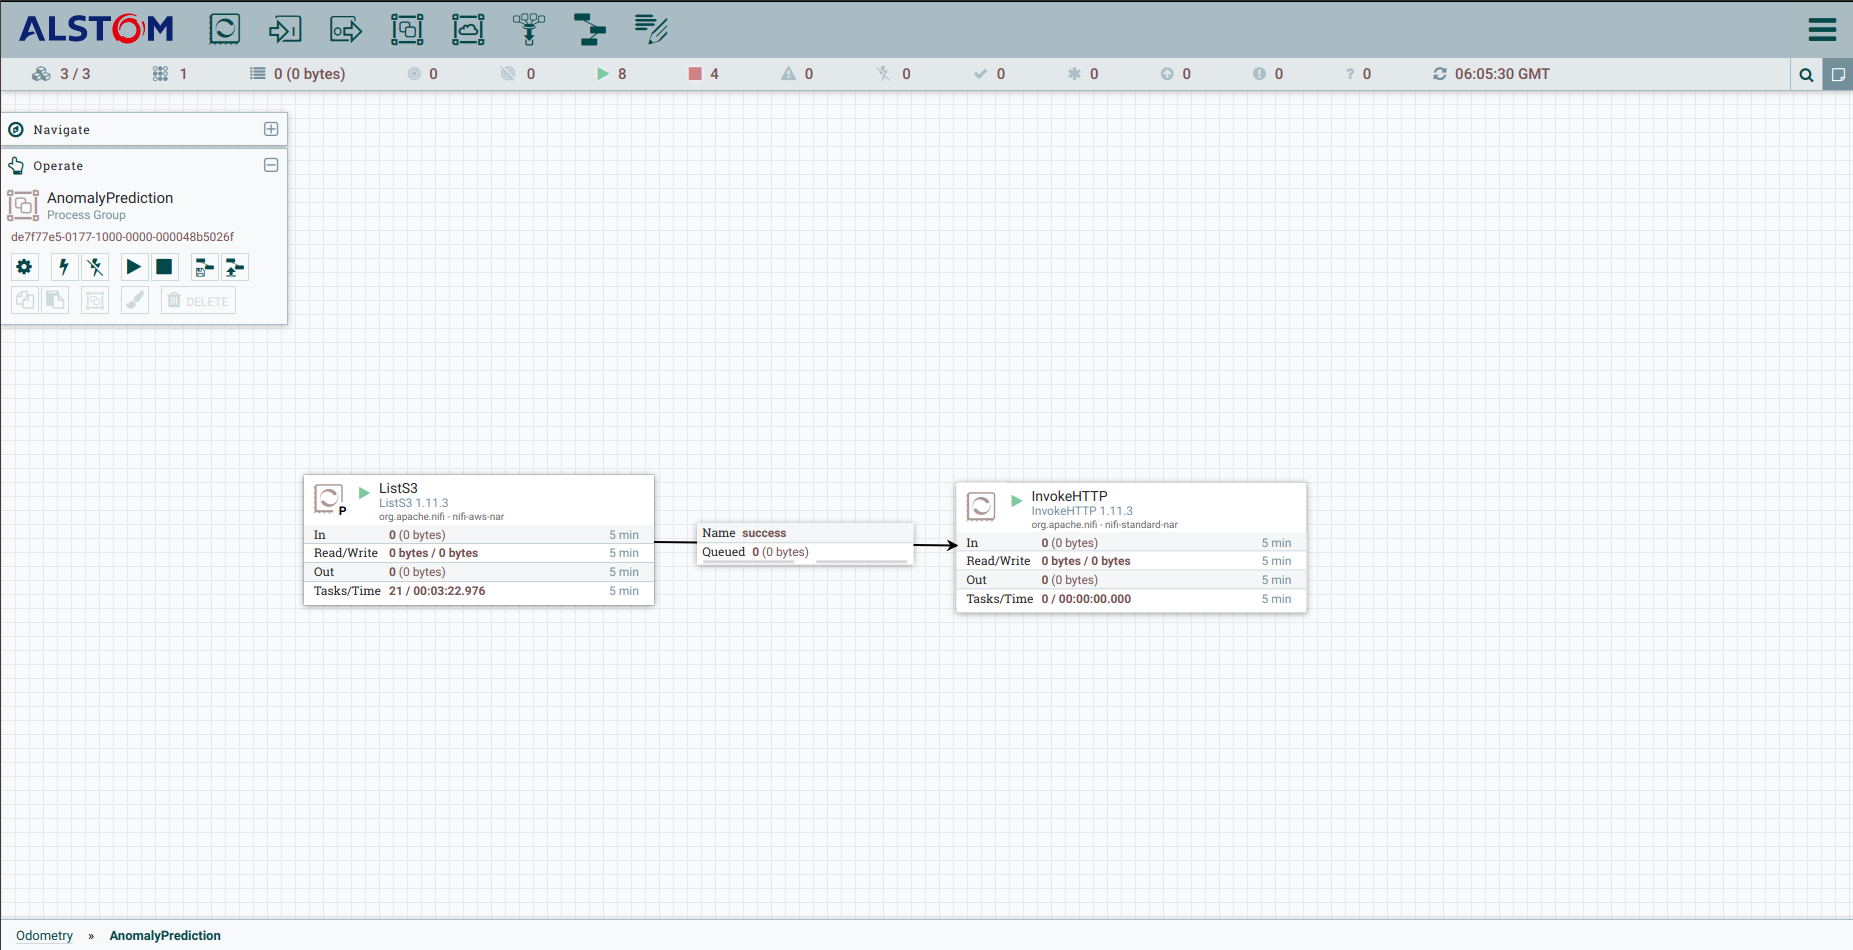 ALSTOM
3 / 3 1 0 (0 bytes) 0 0 8 4 0 0 0 0 0 0 ? 0 06:05:30 GMT
Navigate
Operate
AnomalyPrediction
Process Group
de7f77e5-0177-1000-0000-000048b5026f
DELETE
P
ListS3
ListS3 1.11.3
org.apache.nifi - nifi-aws-nar
In 0 (0 bytes) 5 min
Read/Write 0 bytes / 0 bytes 5 min
Out 0 (0 bytes) 5 min
Tasks/Time 21 / 00:03:22.976 5 min
Name success
Queued 0 (0 bytes)
InvokeHTTP
InvokeHTTP 1.11.3
org.apache.nifi - nifi-standard-nar
In 0 (0 bytes) 5 min
Read/Write 0 bytes / 0 bytes 5 min
Out 0 (0 bytes) 5 min
Tasks/Time 0 / 00:00:00.000 5 min
Odometry » AnomalyPrediction